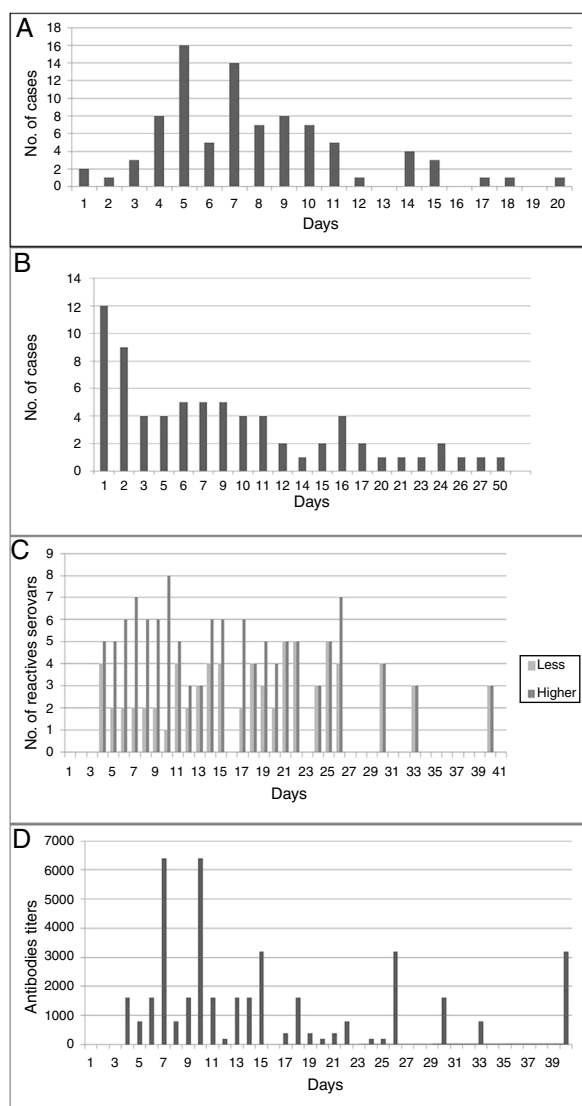 A
No. of cases
18
16
14
12
10
8
6
4
2
0
1 2 3 4 5 6 7 8 9 10 11 12 13 14 15 16 17 18 19 20
Days
B
No. of cases
14
12
10
8
6
4
2
0
1 2 3 5 6 7 9 10 11 12 14 15 16 17 20 21 23 24 26 27 50
Days
C
No. of reactives serovars
9
8
7
6
5
4
3
2
1
0
1 3 5 7 9 11 13 15 17 19 21 23 25 27 29 31 33 35 37 39 41
Days
Less
Higher
D
Antibodies titers
7000
6000
5000
4000
3000
2000
1000
0
1 3 5 7 9 11 13 15 17 19 21 23 25 27 29 31 33 35 37 39
Days